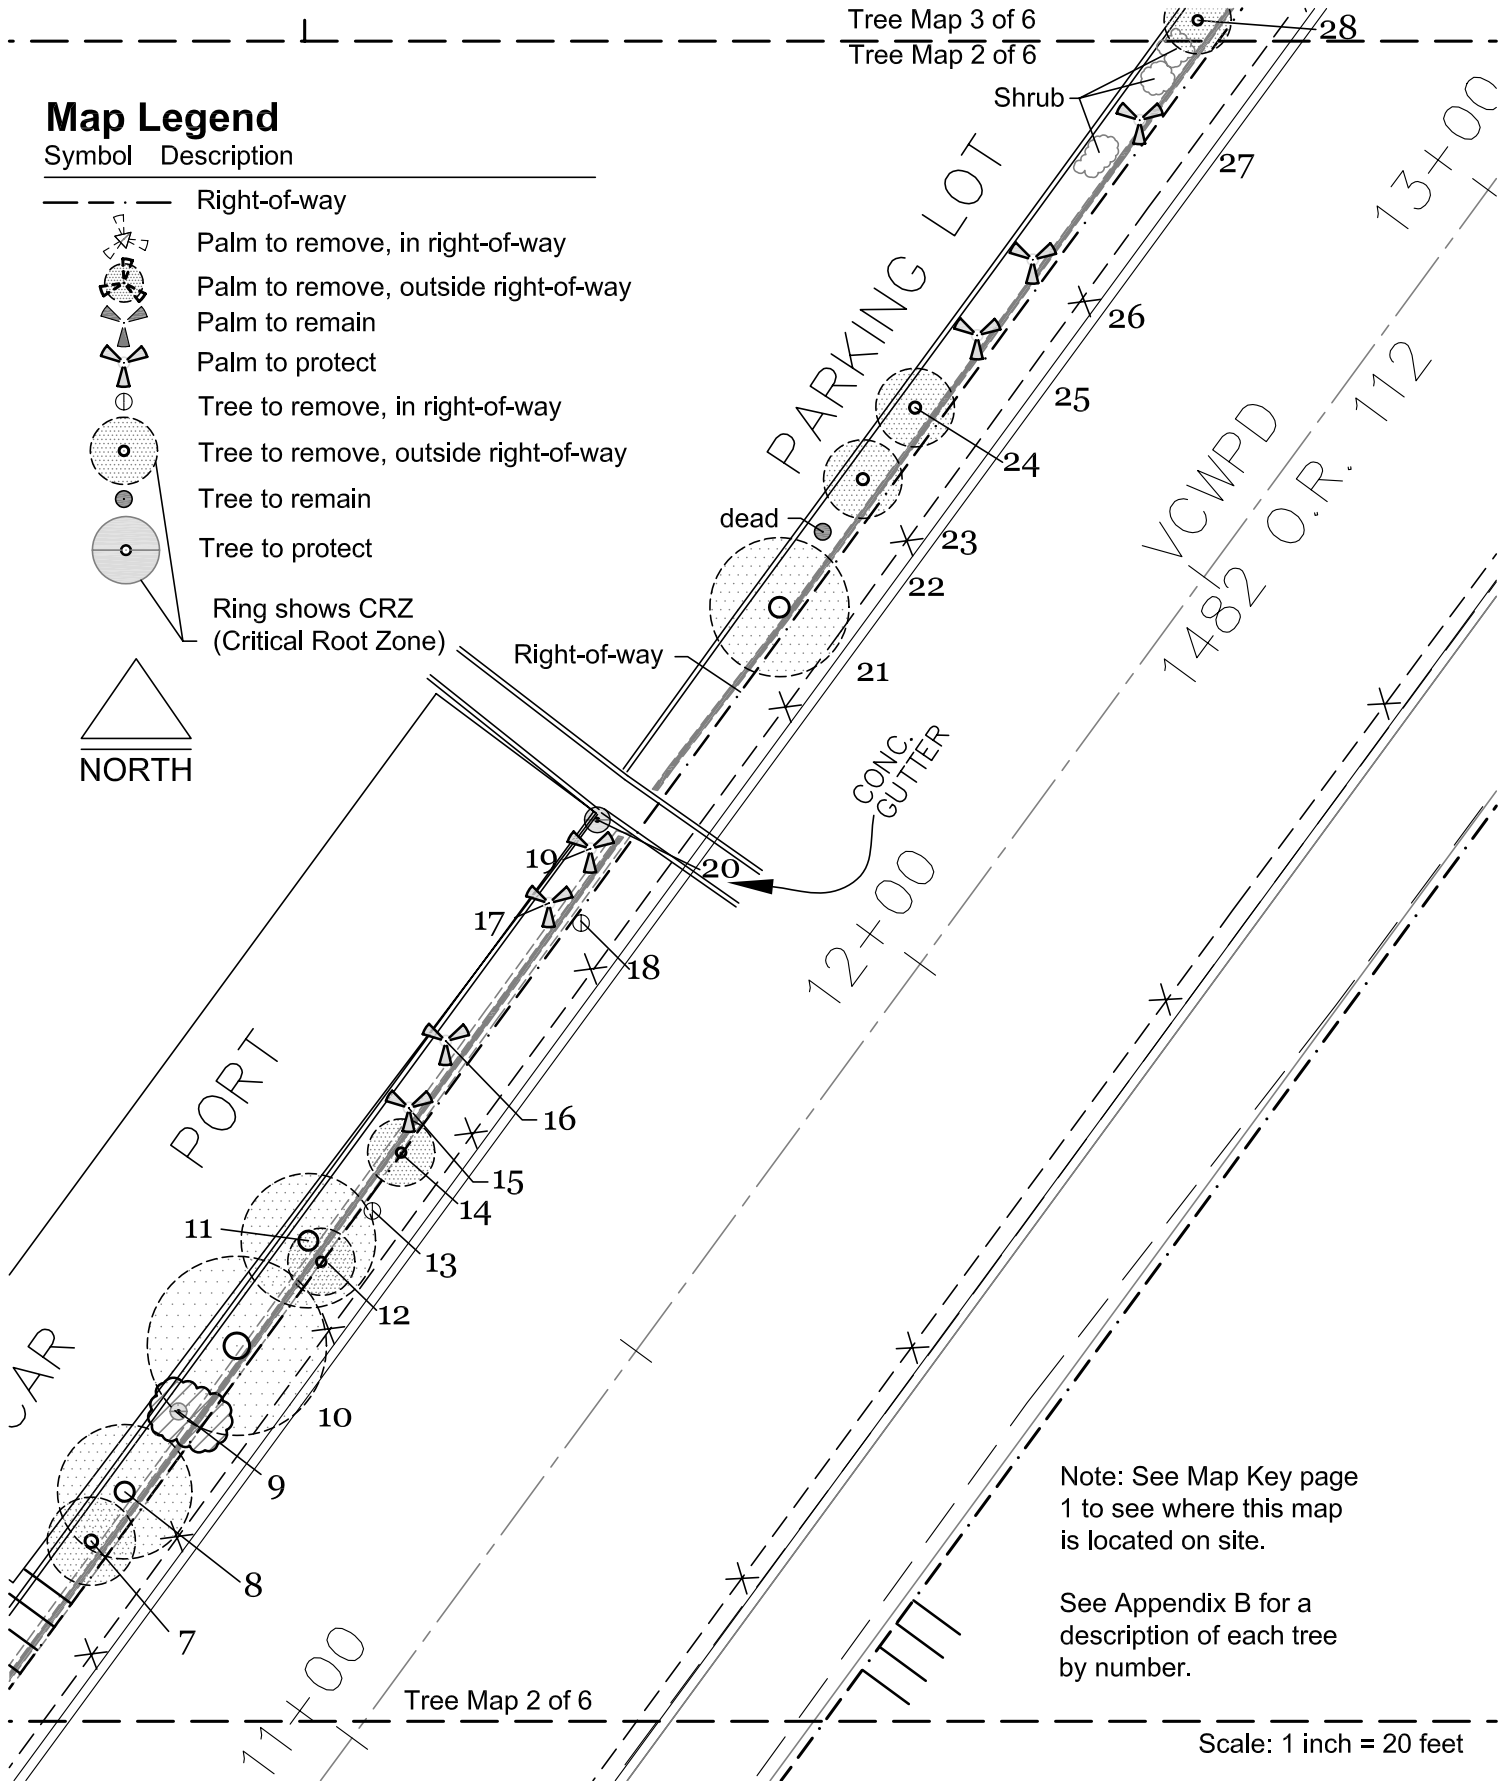 Tree Map 3 of 6
Tree Map 2 of 6
28
Shrub
Map Legend
Symbol Description
Right-of-way
Palm to remove, in right-of-way
Palm to remove, outside right-of-way
Palm to remain
Palm to protect
Tree to remove, in right-of-way
Tree to remove, outside right-of-way
Tree to remain
Tree to protect
Ring shows CRZ
(Critical Root Zone)
NORTH
27
13+00
PARKING LOT
26
25
24
VCWPD
1482 O.R. 112
dead
23
22
Right-of-way
21
CONC.
GUTTER
19
20
17
18
12+00
16
15
14
PORT
11
13
12
CAR
10
9
8
7
11+00
Note: See Map Key page
1 to see where this map
is located on site.
See Appendix B for a
description of each tree
by number.
Tree Map 2 of 6
Scale: 1 inch = 20 feet